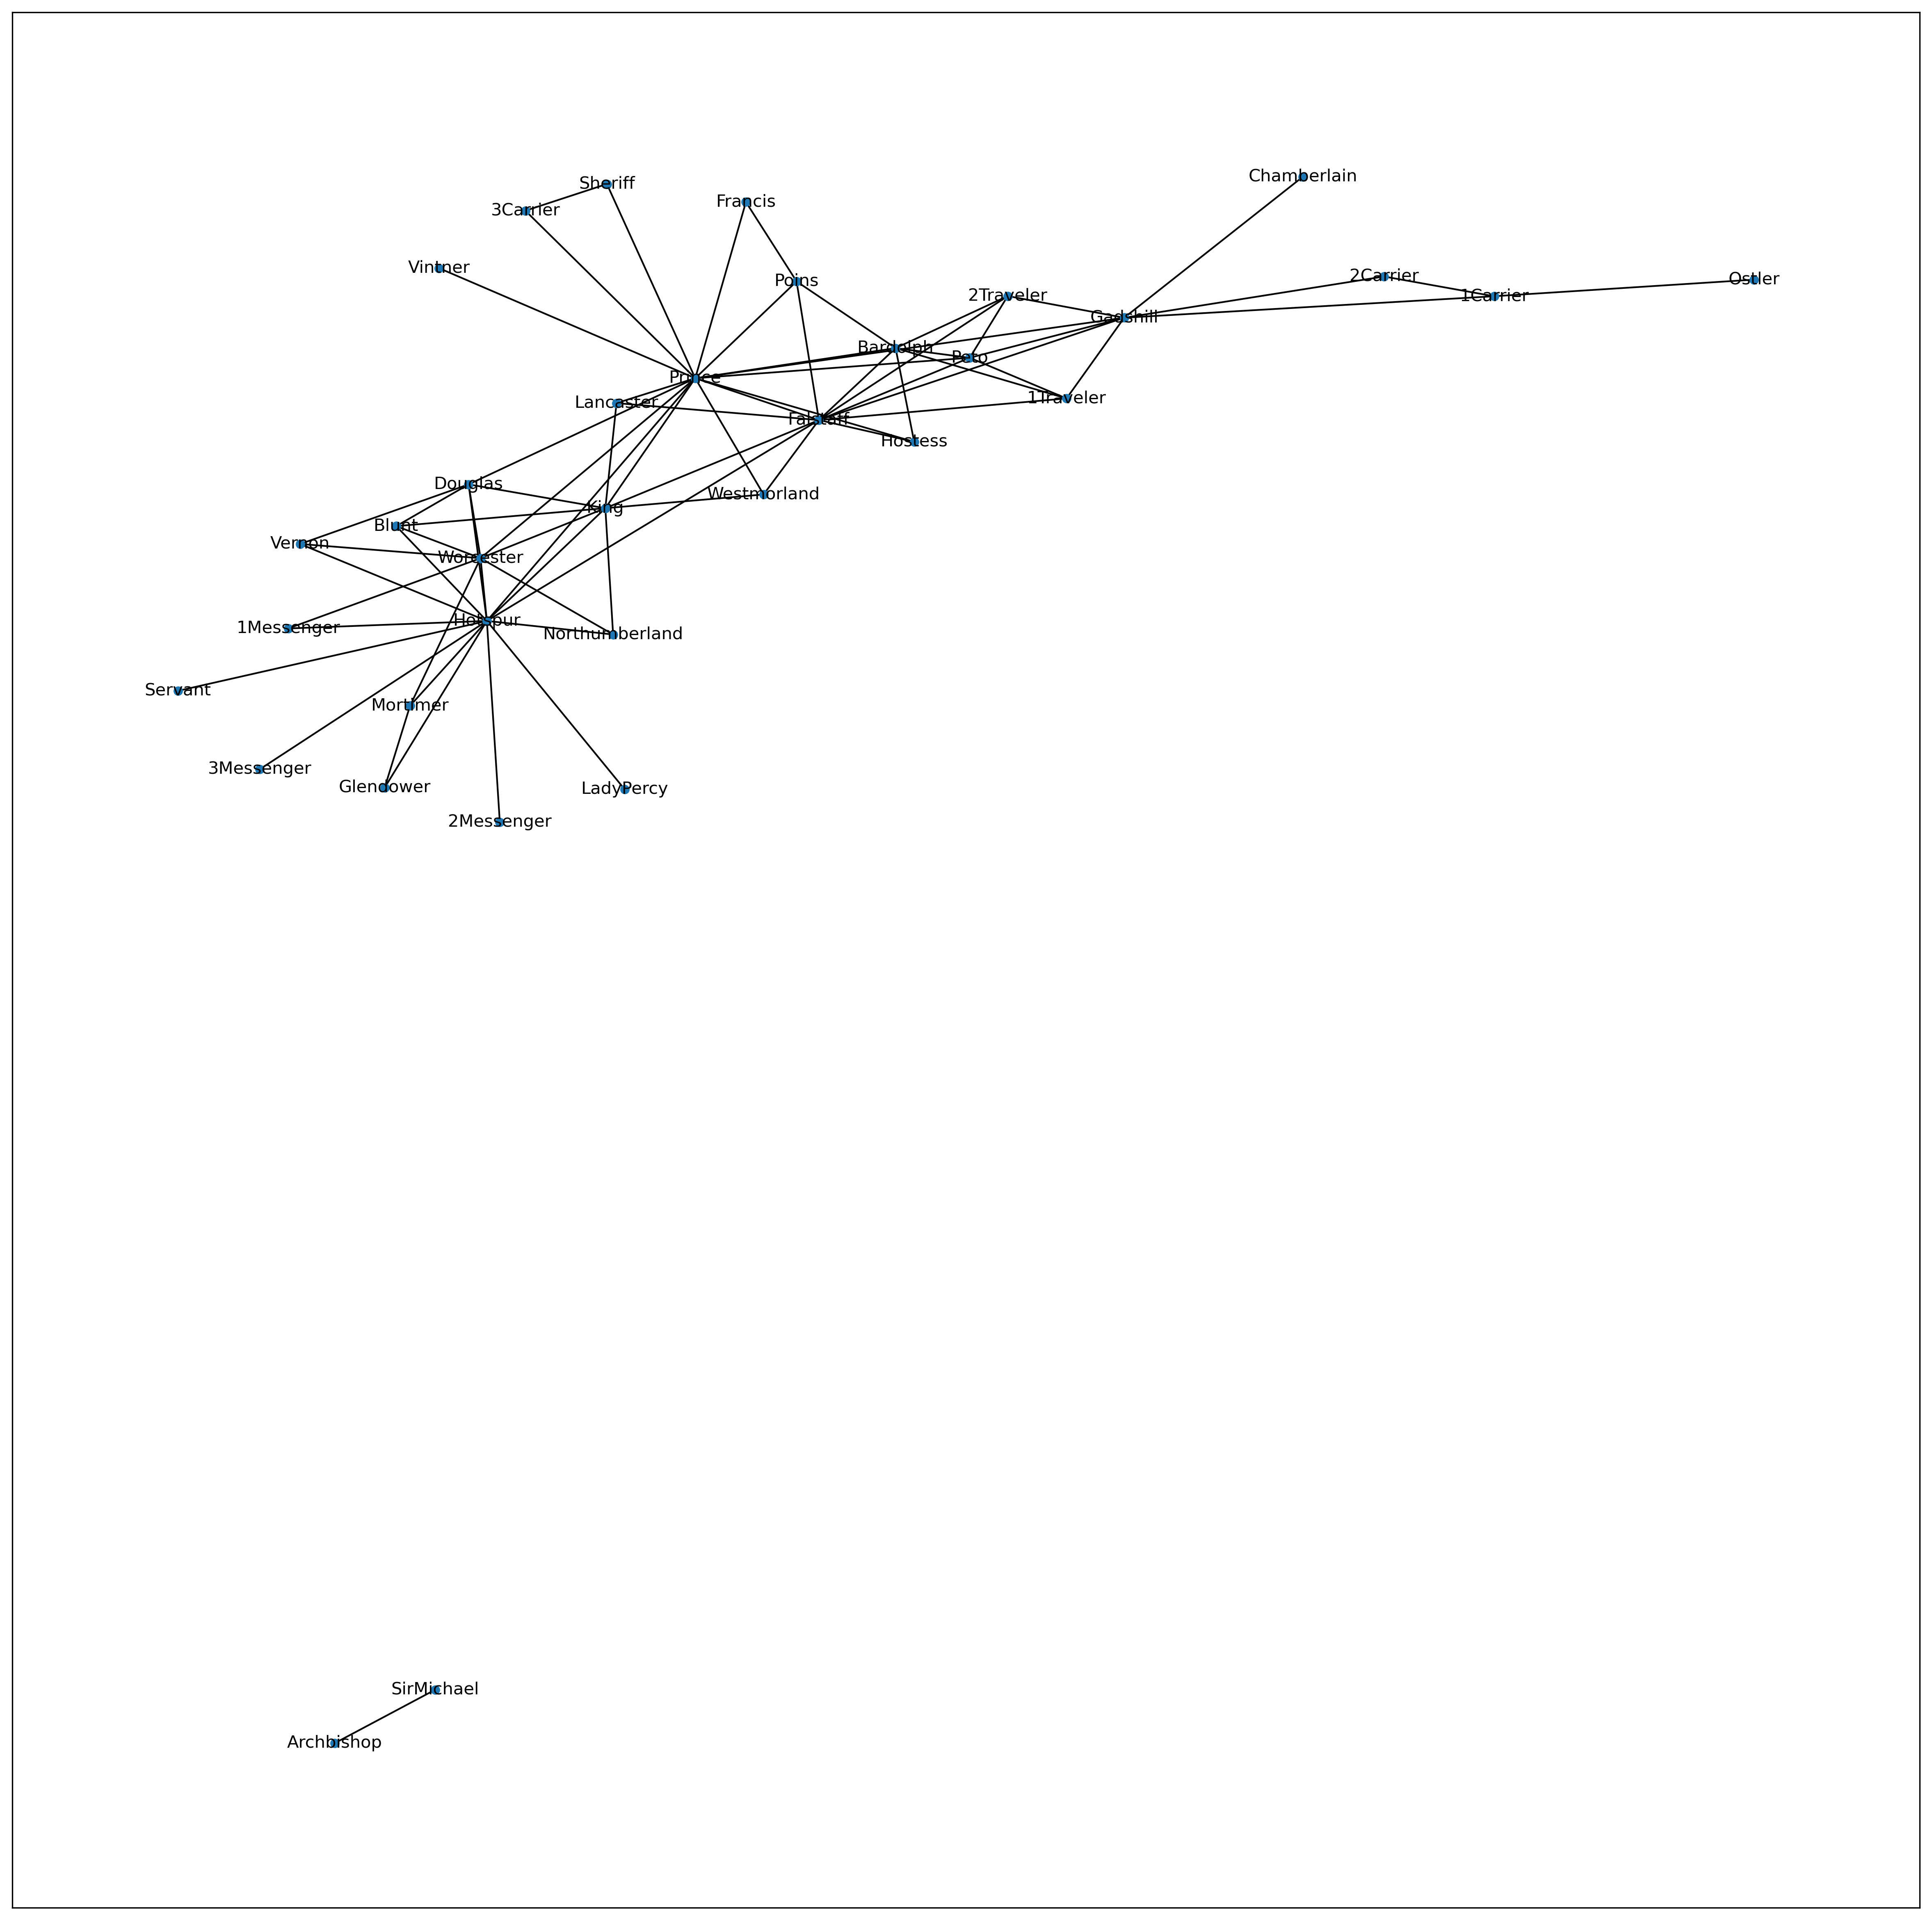 Chamberlain
Sheriff
Francis
3Carrier
Vintner
2Carrier
Ostler
Poins
2Traveler
1Carrier
Gadshill
Bardolph
Peto
Prince
1Traveler
Lancaster
Falstaff
Hostess
Douglas
Westmorland
King
Blunt
Vernon
Worcester
Hotspur
1Messenger
Northumberland
Servant
Mortimer
3Messenger
Glendower
LadyPercy
2Messenger
SirMichael
Archbishop